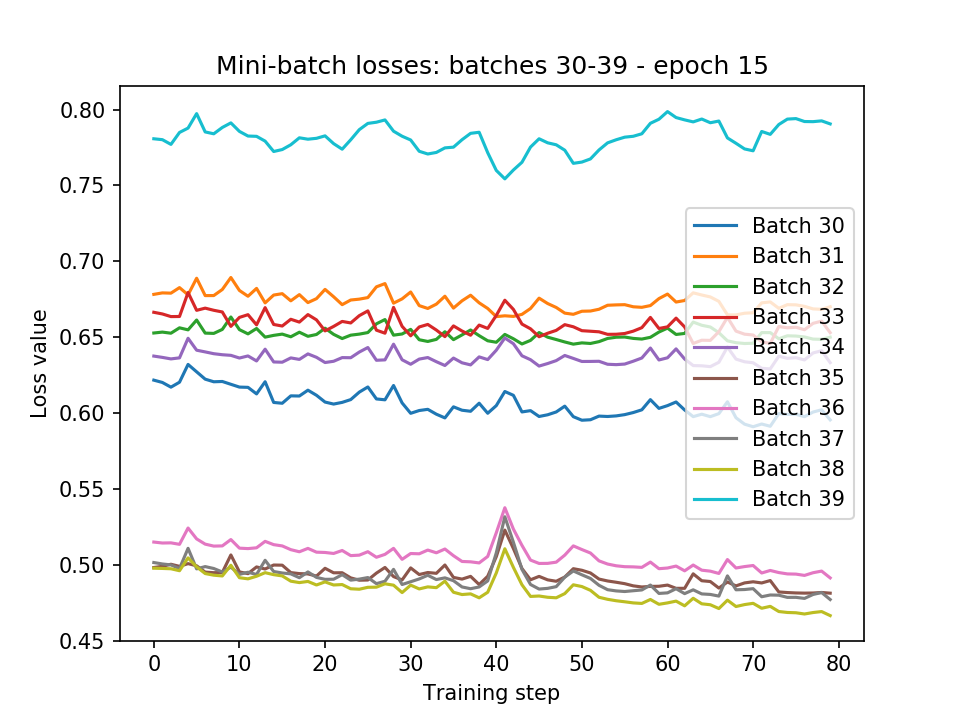 Mini-batch losses: batches 30-39 - epoch 15
Loss value
0.80
0.75
0.70
0.65
0.60
0.55
0.50
0.45
Batch 30
Batch 31
Batch 32
Batch 33
Batch 34
Batch 35
Batch 36
Batch 37
Batch 38
Batch 39
0 10 20 30 40 50 60 70 80
Training step